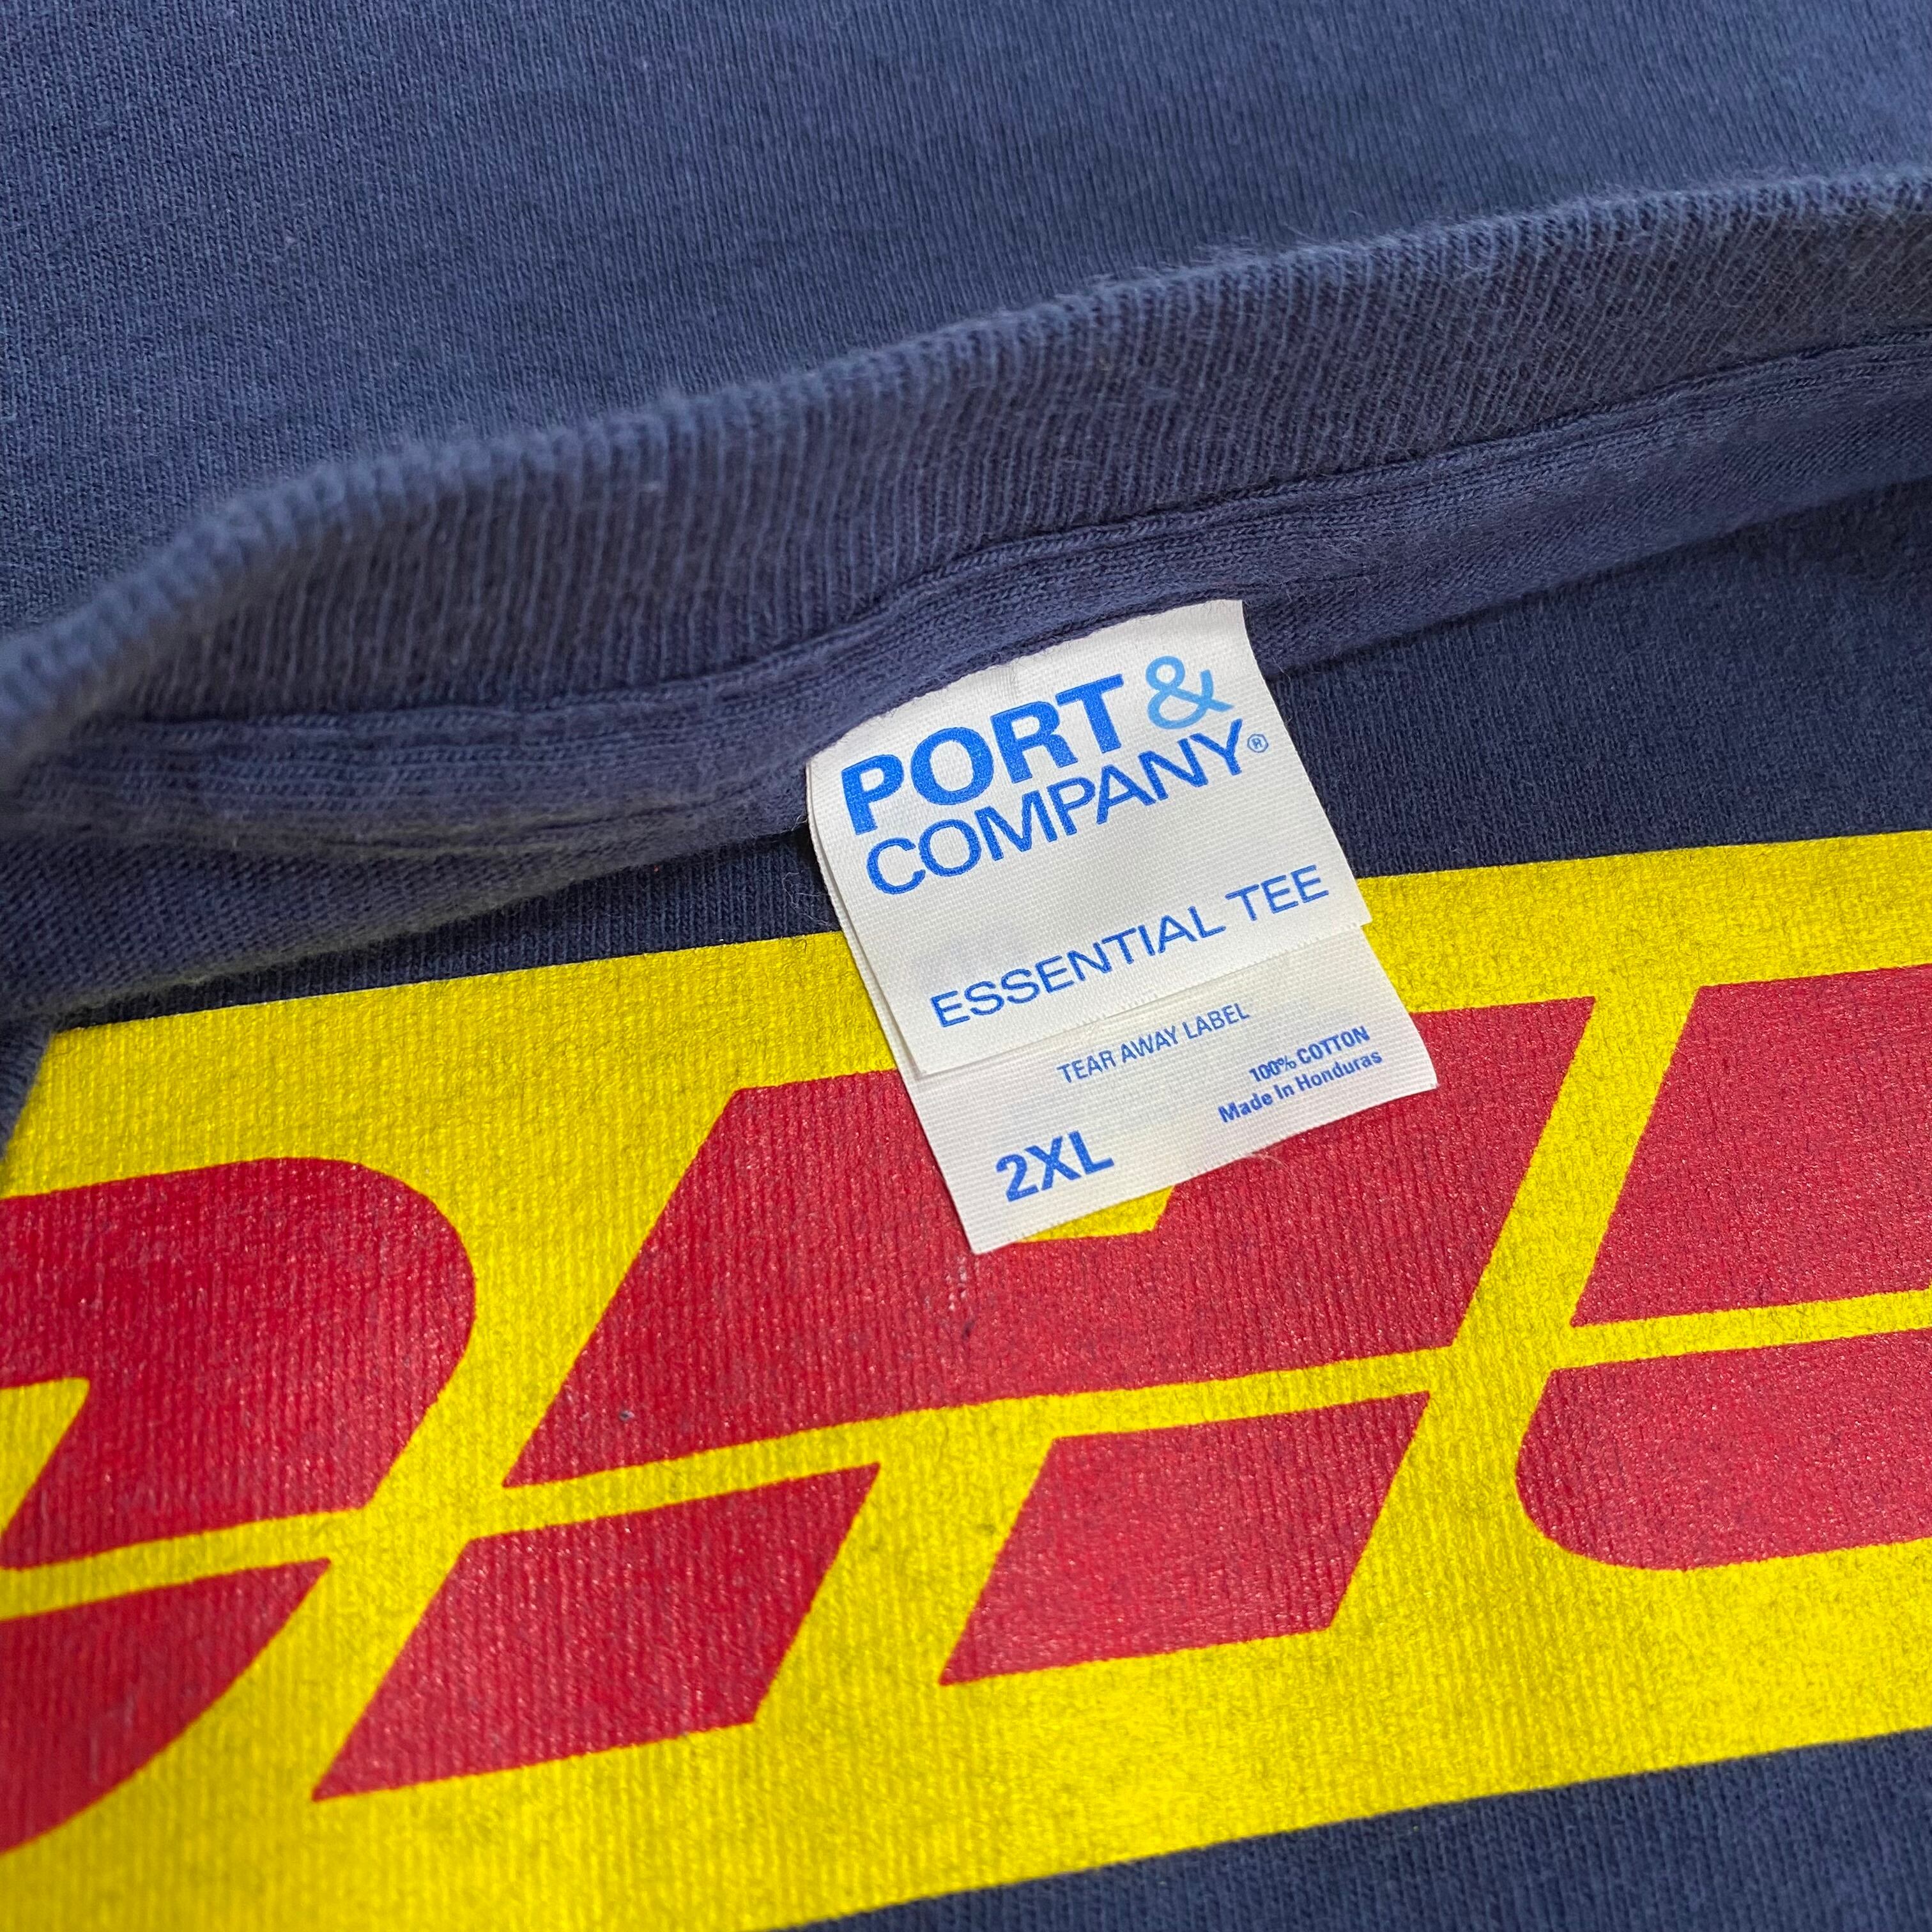 PORT &
COMPANY®
ESSENTIAL TEE
TEAR AWAY LABEL
100% COTTON
Made In Honduras
2XL
DHL